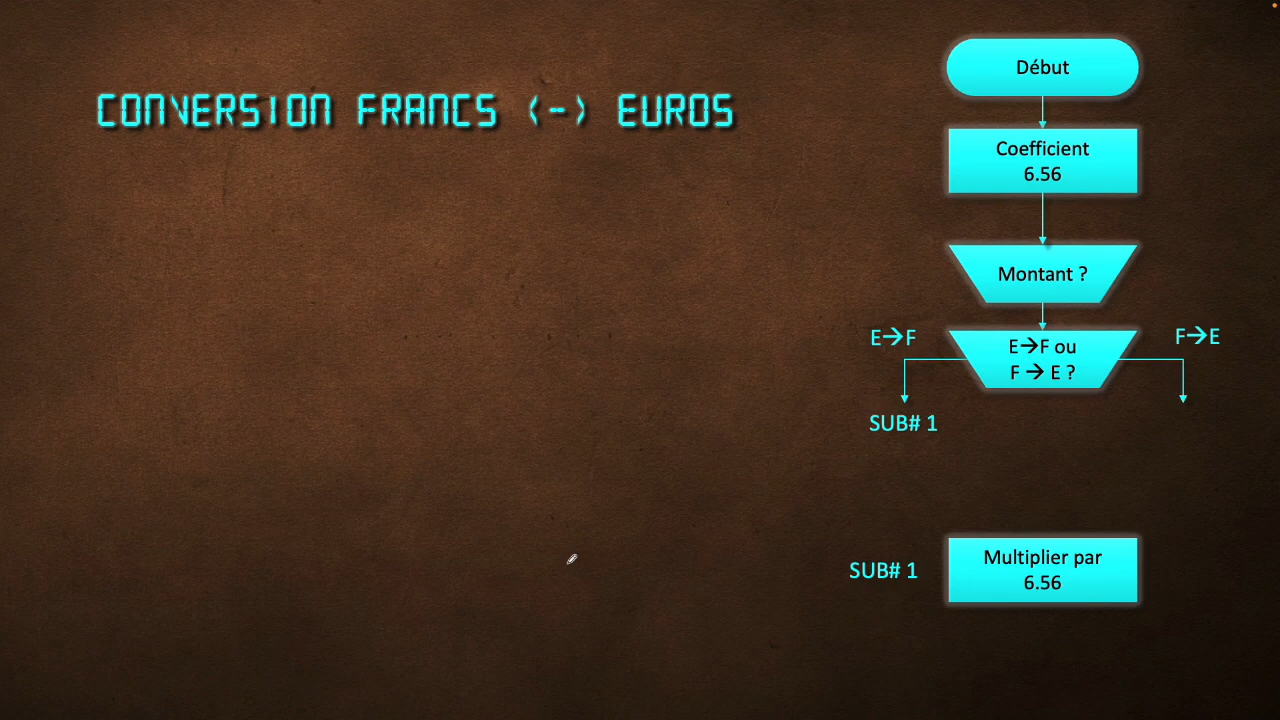 CONVERSION FRANCS <-> EUROS
Début
Coefficient
6.56
Montant ?
E→F
E→F ou
F → E ?
F→E
SUB# 1
SUB# 1
Multiplier par
6.56